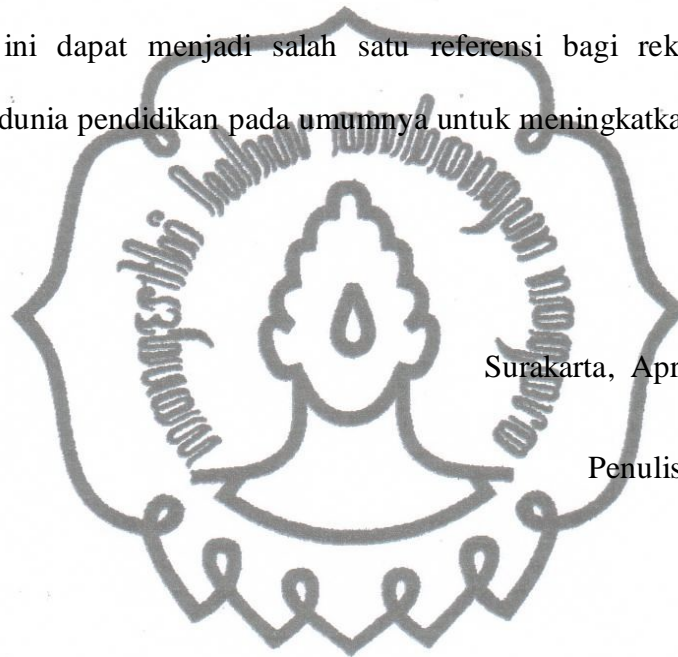 ini dapat menjadi salah satu referensi bagi rek
dunia pendidikan pada umumnya untuk meningkatka
Surakarta, Apr
Penulis